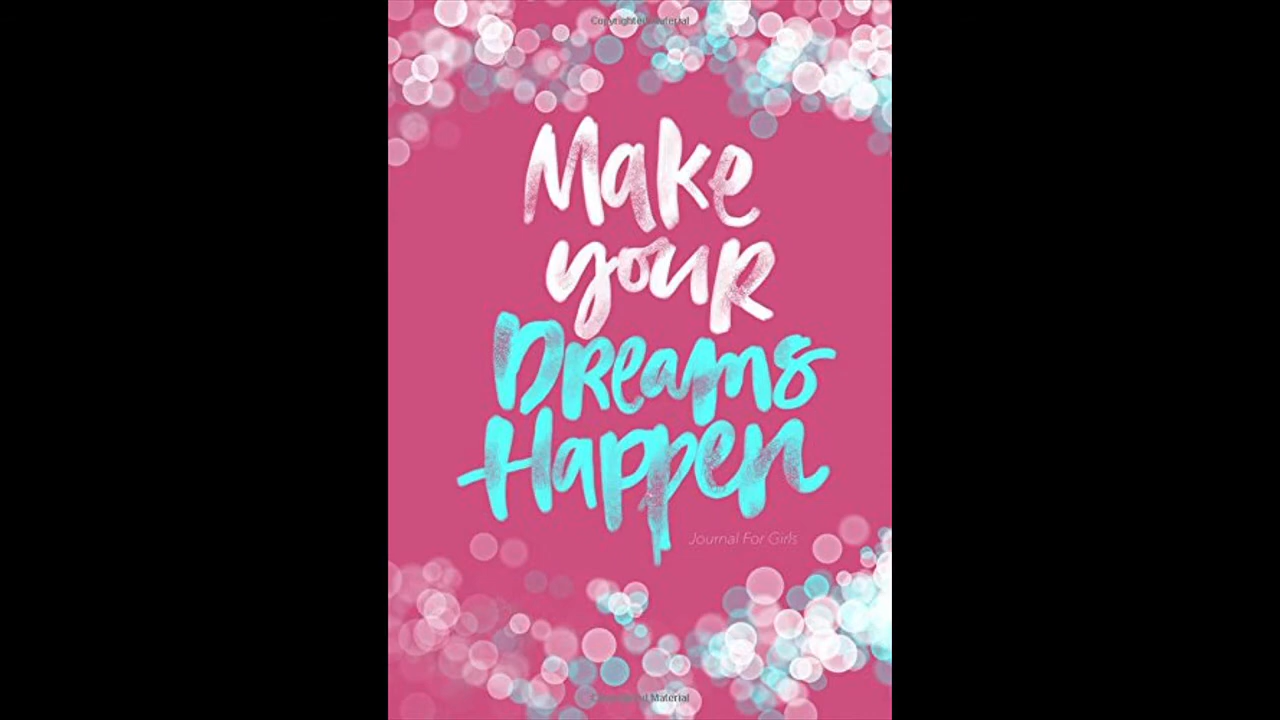 Copyrighted Material
Make
your
Dreams
Happen
Journal For Girls
Copyrighted Material